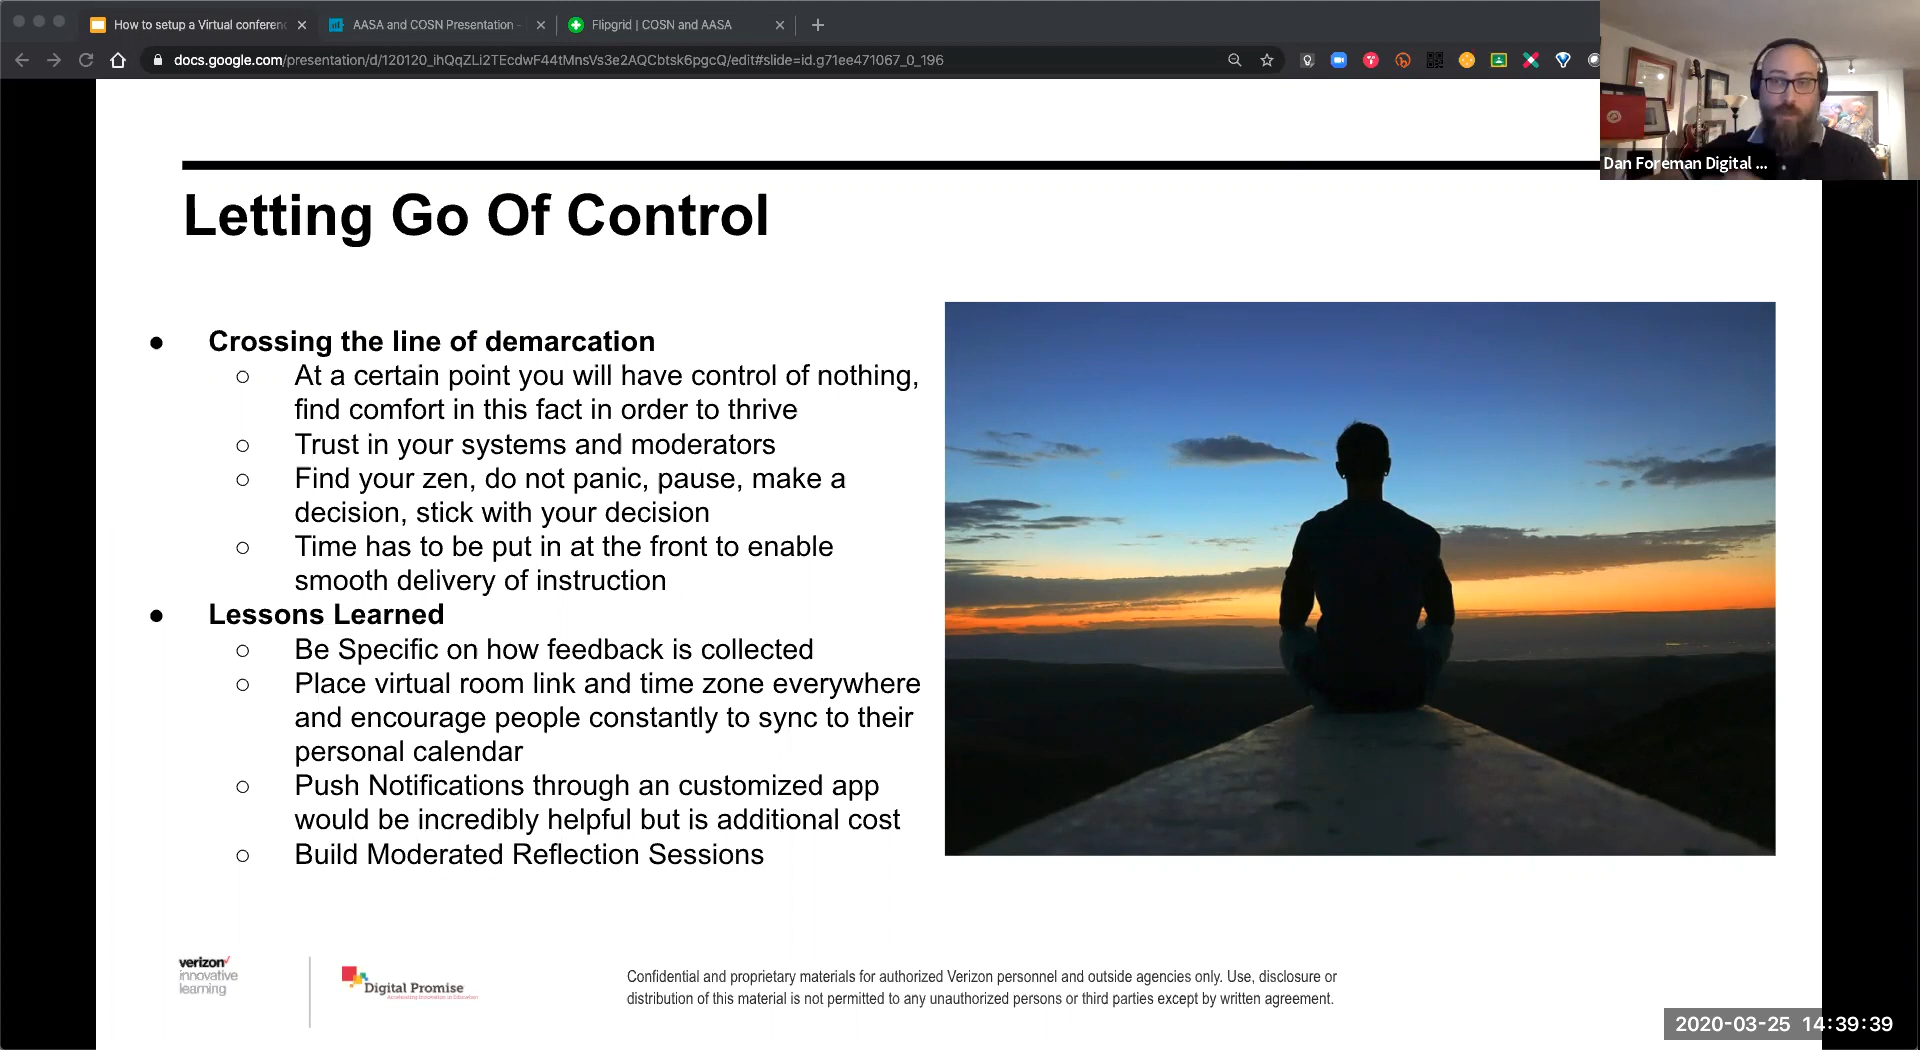 How to setup a Virtual conferenc
AASA and COSN Presentation -
Flipgrid | COSN and AASA
docs.google.com/presentation/d/120120_ihQqZLi2TEcdwF44tMnsVs3e2AQCbtsk6pgcQ/edit#slide=id.g71ee471067_0_196
Dan Foreman Digital ...
Letting Go Of Control
● Crossing the line of demarcation
○ At a certain point you will have control of nothing,
find comfort in this fact in order to thrive
○ Trust in your systems and moderators
○ Find your zen, do not panic, pause, make a
decision, stick with your decision
○ Time has to be put in at the front to enable
smooth delivery of instruction
● Lessons Learned
○ Be Specific on how feedback is collected
○ Place virtual room link and time zone everywhere
and encourage people constantly to sync to their
personal calendar
○ Push Notifications through an customized app
would be incredibly helpful but is additional cost
○ Build Moderated Reflection Sessions
verizon✓
innovative
learning
Digital Promise
Accelerating Innovation in Education
Confidential and proprietary materials for authorized Verizon personnel and outside agencies only. Use, disclosure or
distribution of this material is not permitted to any unauthorized persons or third parties except by written agreement.
2020-03-25 14:39:39